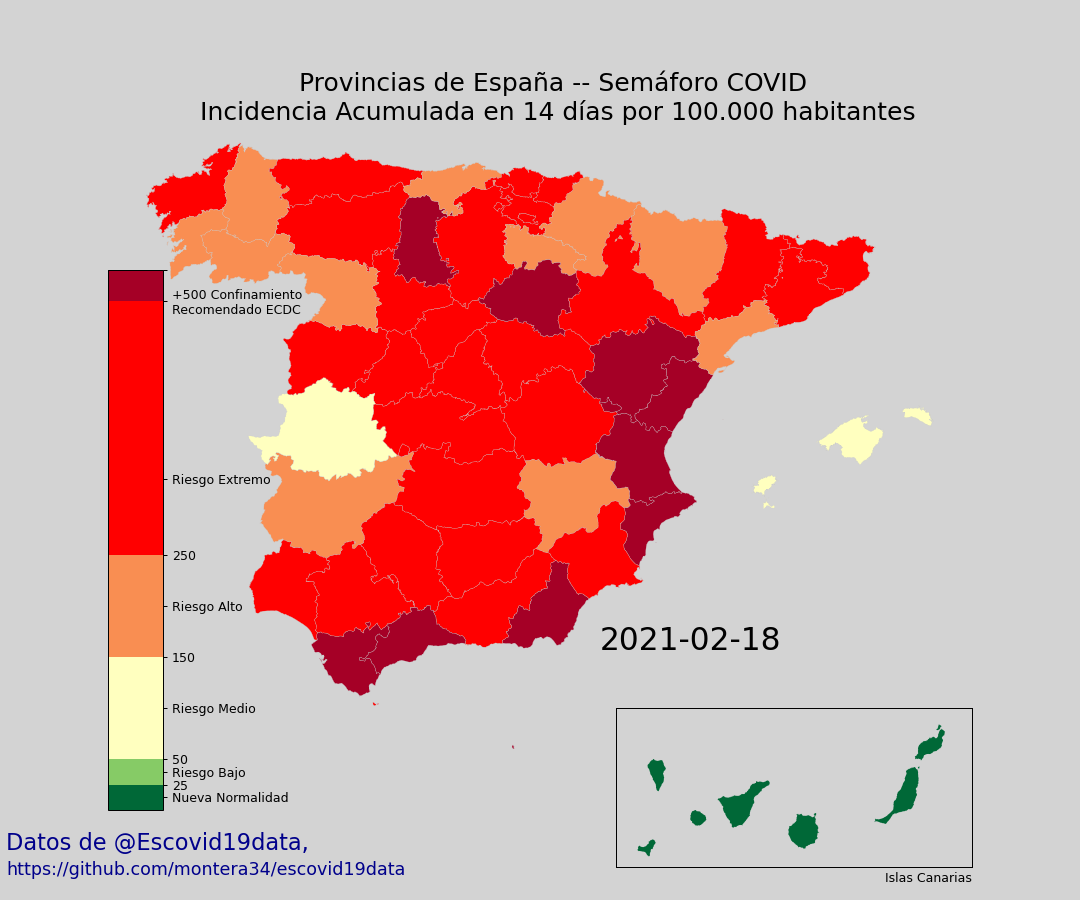 Provincias de España -- Semáforo COVID
Incidencia Acumulada en 14 días por 100.000 habitantes
+500 Confinamiento
Recomendado ECDC
Riesgo Extremo
250
Riesgo Alto
150
Riesgo Medio
50
Riesgo Bajo
25
Nueva Normalidad
2021-02-18
Islas Canarias
Datos de @Escovid19data,
https://github.com/montera34/escovid19data